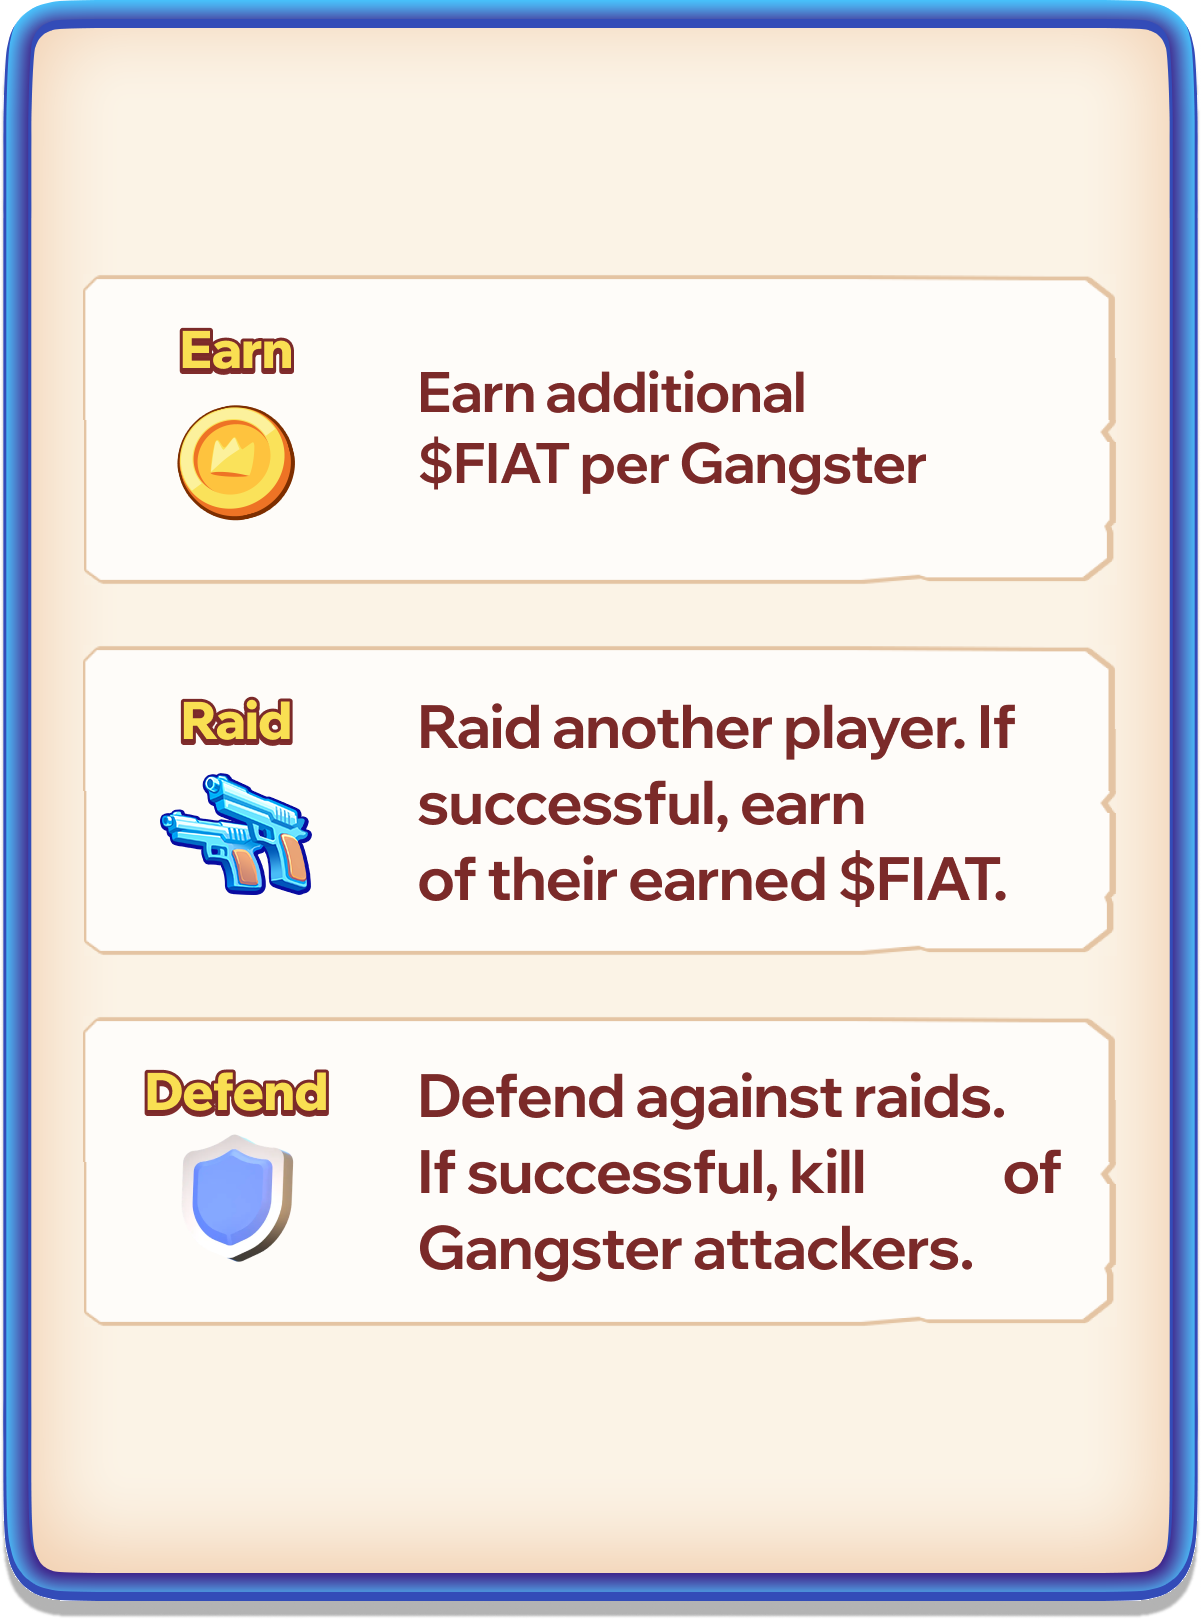 Earn
Earn additional
$FIAT per Gangster
Raid
Raid another player. If
successful, earn
of their earned $FIAT.
Defend
Defend against raids.
If successful, kill of
Gangster attackers.